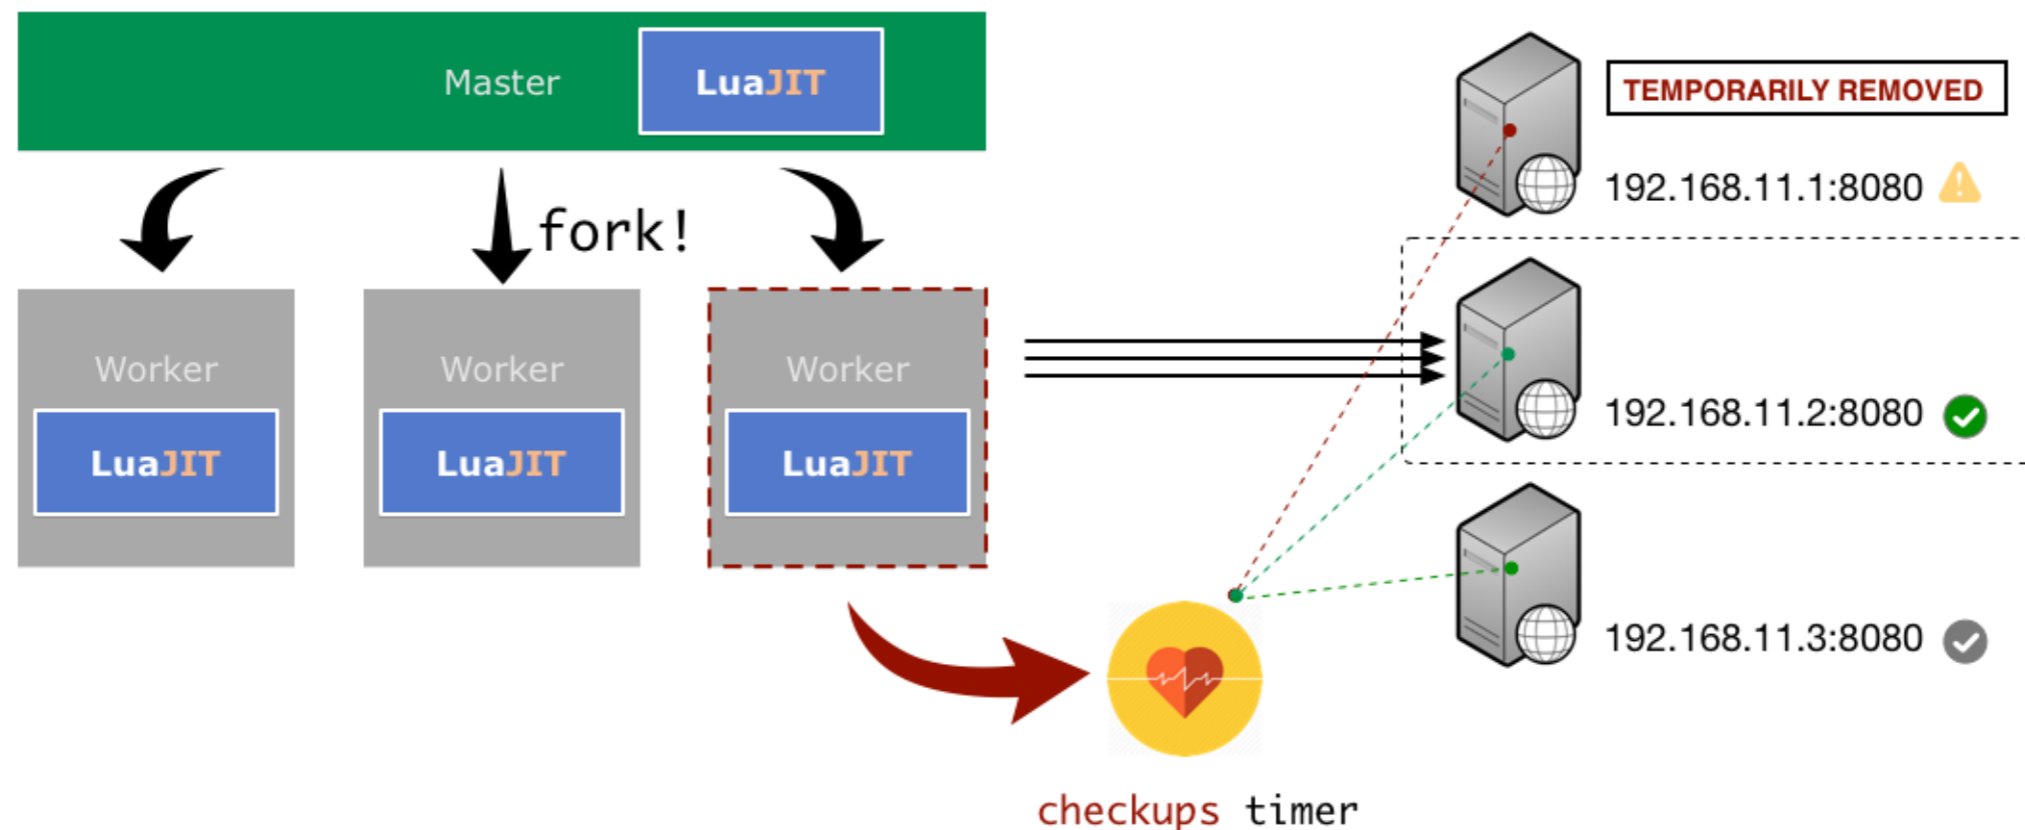 Master
LuaJIT
TEMPORARILY REMOVED
192.168.11.1:8080
fork!
Worker
Worker
Worker
LuaJIT
LuaJIT
LuaJIT
192.168.11.2:8080
192.168.11.3:8080
checkups timer